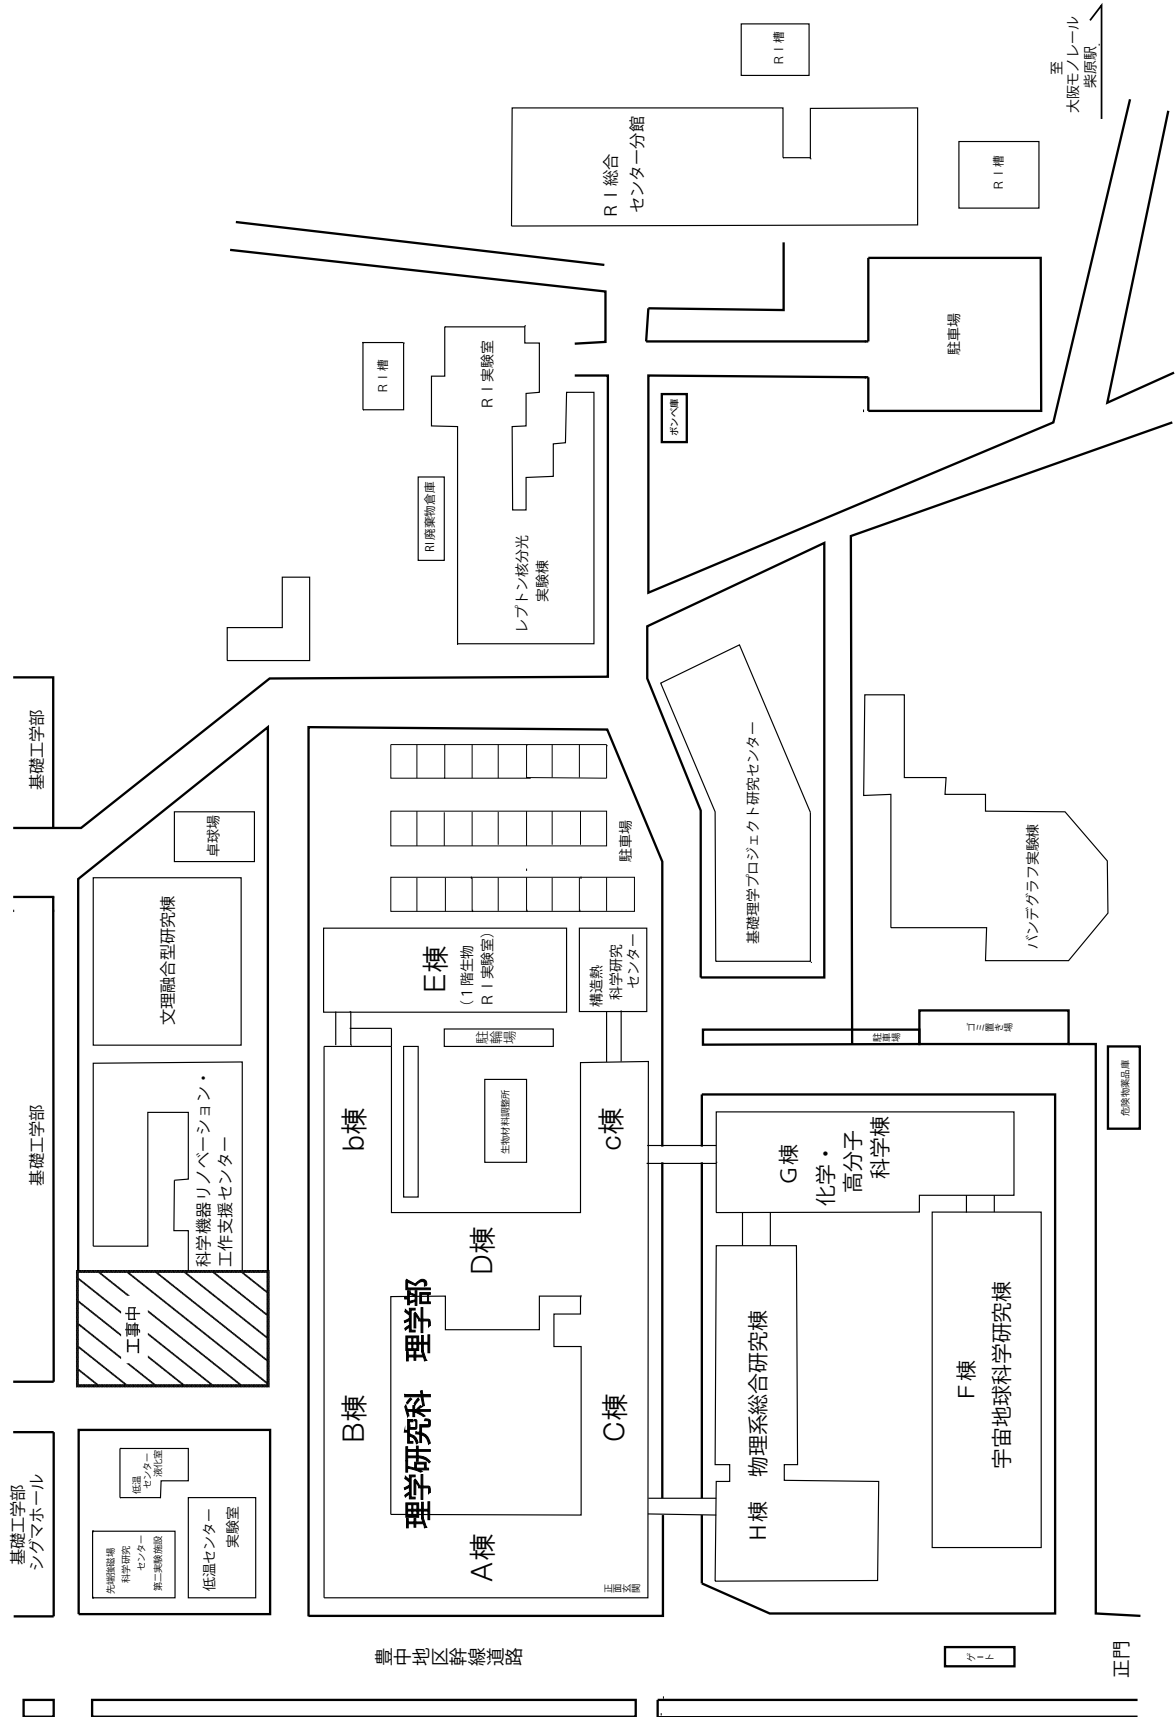 至
大阪モノレール
柴原駅
ＲＩ槽
ＲＩ総合
センター分館
ＲＩ槽
駐車場
ＲＩ槽
ＲＩ実験室
ボンベ庫
RI廃棄物倉庫
レプトン核分光
実験棟
基礎工学部
卓球場
駐車場
基礎理学プロジェクト研究センター
バンデグラフ実験棟
文理融合型研究棟
E棟
（１階生物
ＲＩ実験室）
構造熱
科学研究
センター
駐輪場
駐車場
ゴミ置き場
危険物薬品庫
基礎工学部
科学機器リノベーション・
工作支援センター
b棟
生物材料調整所
c棟
G棟
化学・
高分子
科学棟
D棟
工事中
理学研究科　理学部
B棟
C棟
物理系総合研究棟
H棟
F棟
宇宙地球科学研究棟
基礎工学部
シグマホール
低温
センター
液化室
先端強磁場
科学研究
センター
第二実験施設
低温センター
実験室
A棟
正面玄関
豊中地区幹線道路
ゲート
正門